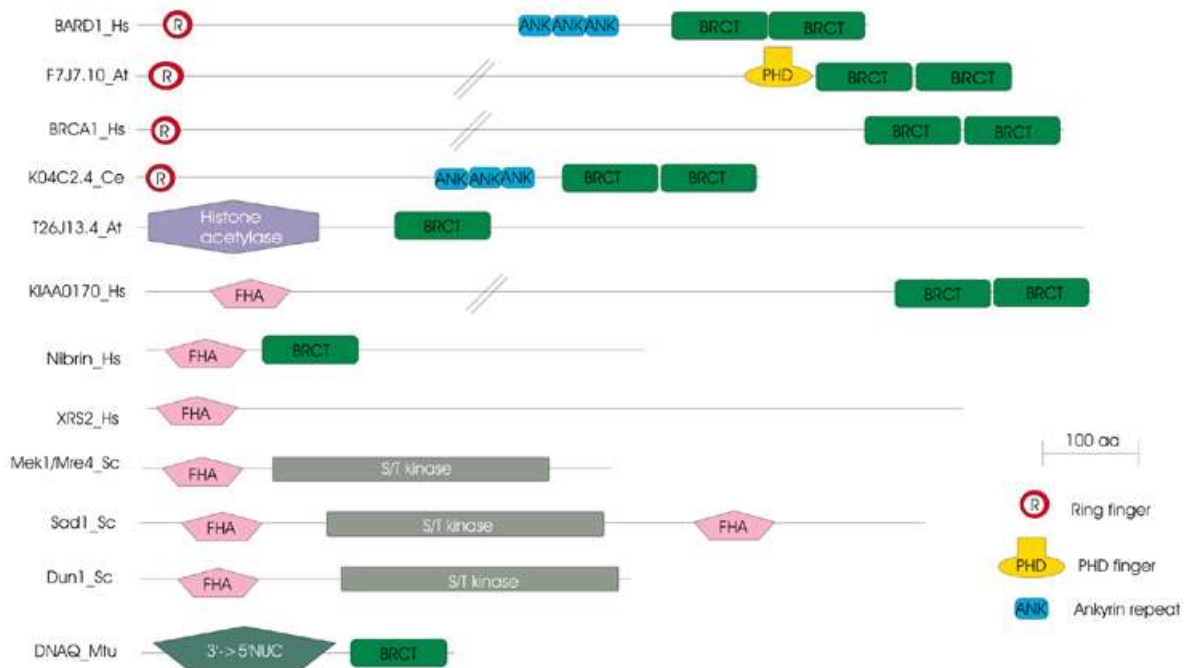 BARD1_Hs R ANK ANK ANK BRCT BRCT
F7J7.10_At R PHD BRCT BRCT
BRCA1_Hs R BRCT BRCT
K04C2.4_Ce R ANK ANK ANK BRCT BRCT
T26J13.4_At Histone acetylase BRCT
KIAA0170_Hs FHA BRCT BRCT
Nibrin_Hs FHA BRCT
XRS2_Hs FHA
Mek1/Mre4_Sc FHA S/T kinase
100 aa
Sad1_Sc FHA S/T kinase FHA
R Ring finger
Dun1_Sc FHA S/T kinase
PHD PHD finger
ANK Ankyrin repeat
DNAQ_Mtu 3'->5'NUC BRCT